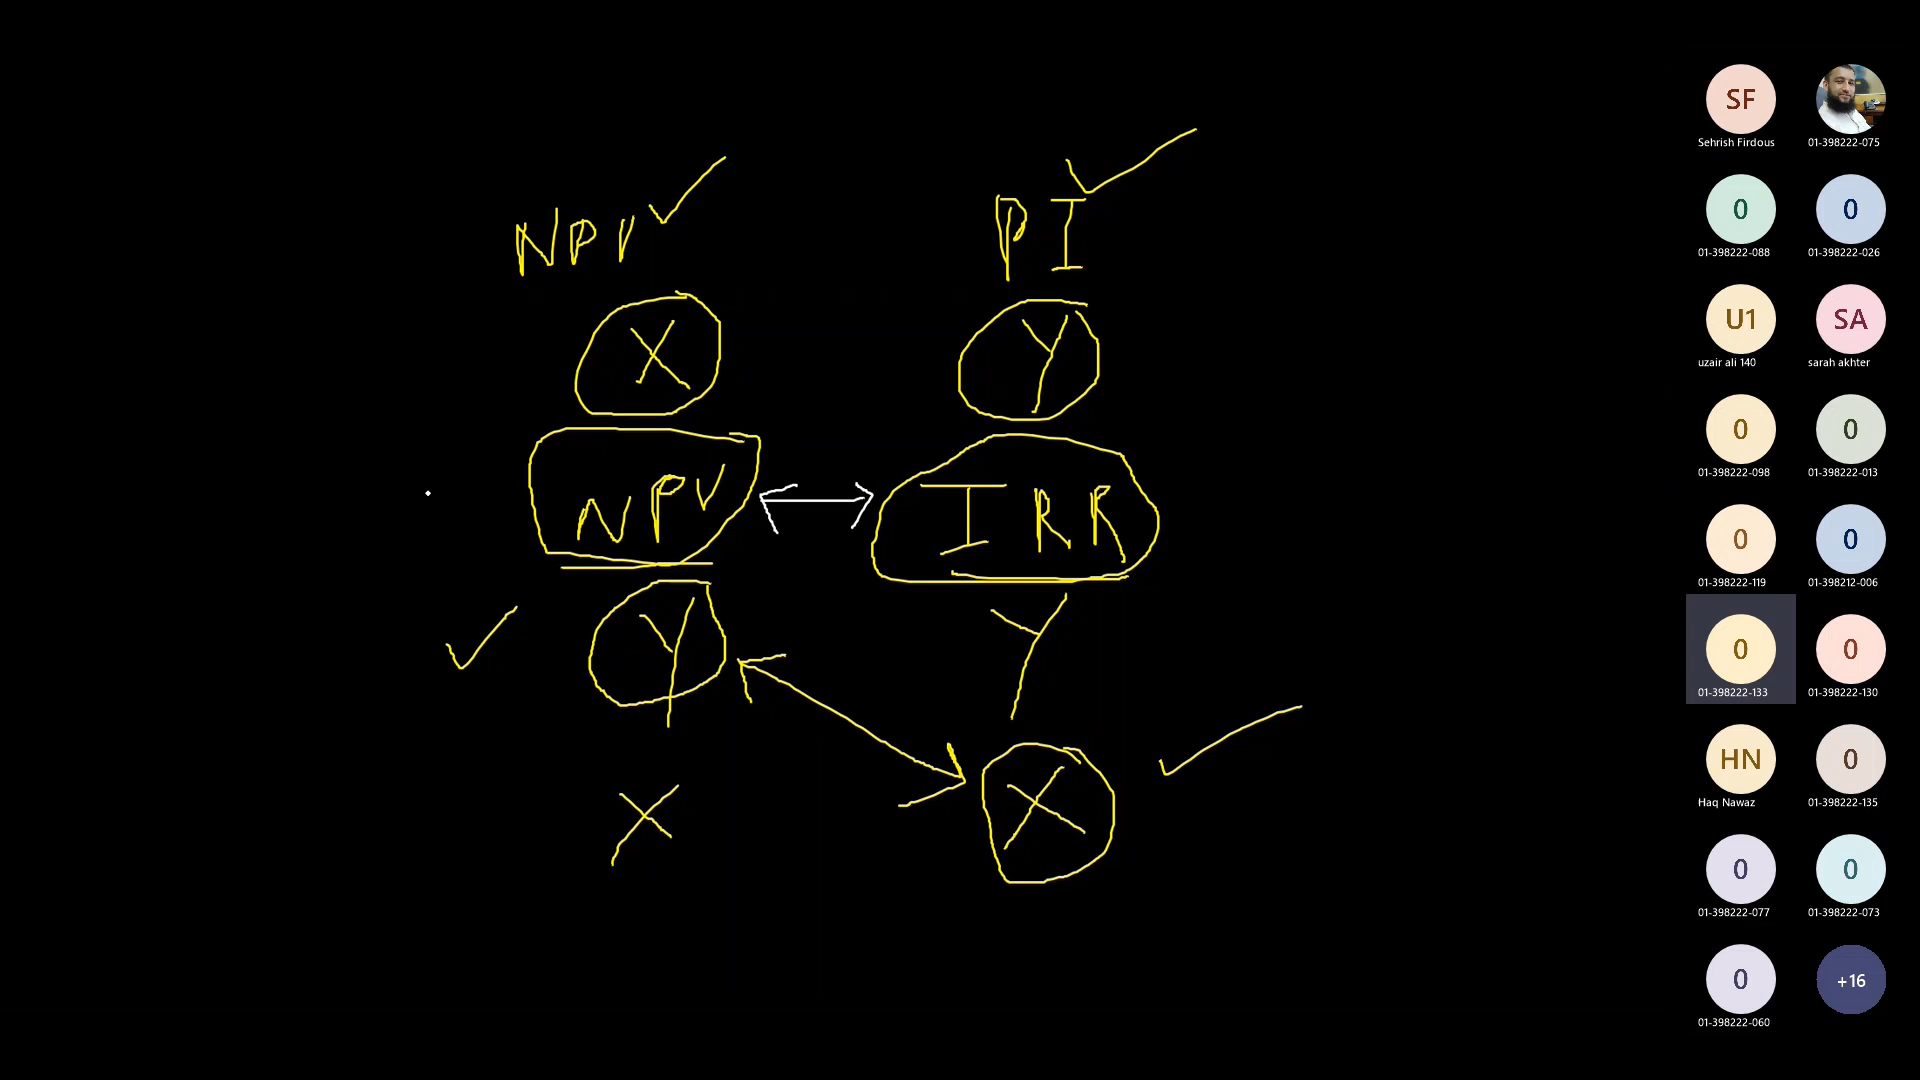 NPV PI
X Y
NPV IRR
Y Y
X X
SF
Sehrish Firdous 01-398222-075
0 0
01-398222-088 01-398222-026
U1 SA
uzair ali 140 sarah akhter
0 0
01-398222-098 01-398222-013
0 0
01-398222-119 01-398212-006
0 0
01-398222-133 01-398222-130
HN 0
Haq Nawaz 01-398222-135
0 0
01-398222-077 01-398222-073
0 +16
01-398222-060